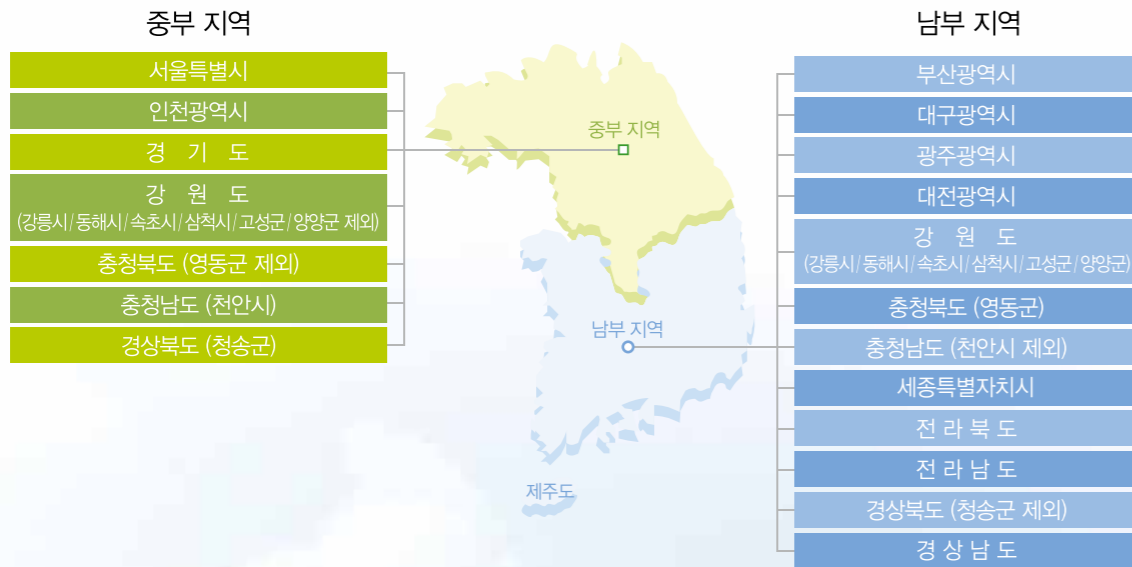 중부 지역
서울특별시
인천광역시
경 기 도
강 원 도
(강릉시/동해시/속초시/삼척시/고성군/양양군 제외)
충청북도 (영동군 제외)
충청남도 (천안시)
경상북도 (청송군)
중부 지역
남부 지역
제주도
남부 지역
부산광역시
대구광역시
광주광역시
대전광역시
강 원 도
(강릉시/동해시/속초시/삼척시/고성군/양양군)
충청북도 (영동군)
충청남도 (천안시 제외)
세종특별자치시
전 라 북 도
전 라 남 도
경상북도 (청송군 제외)
경 상 남 도